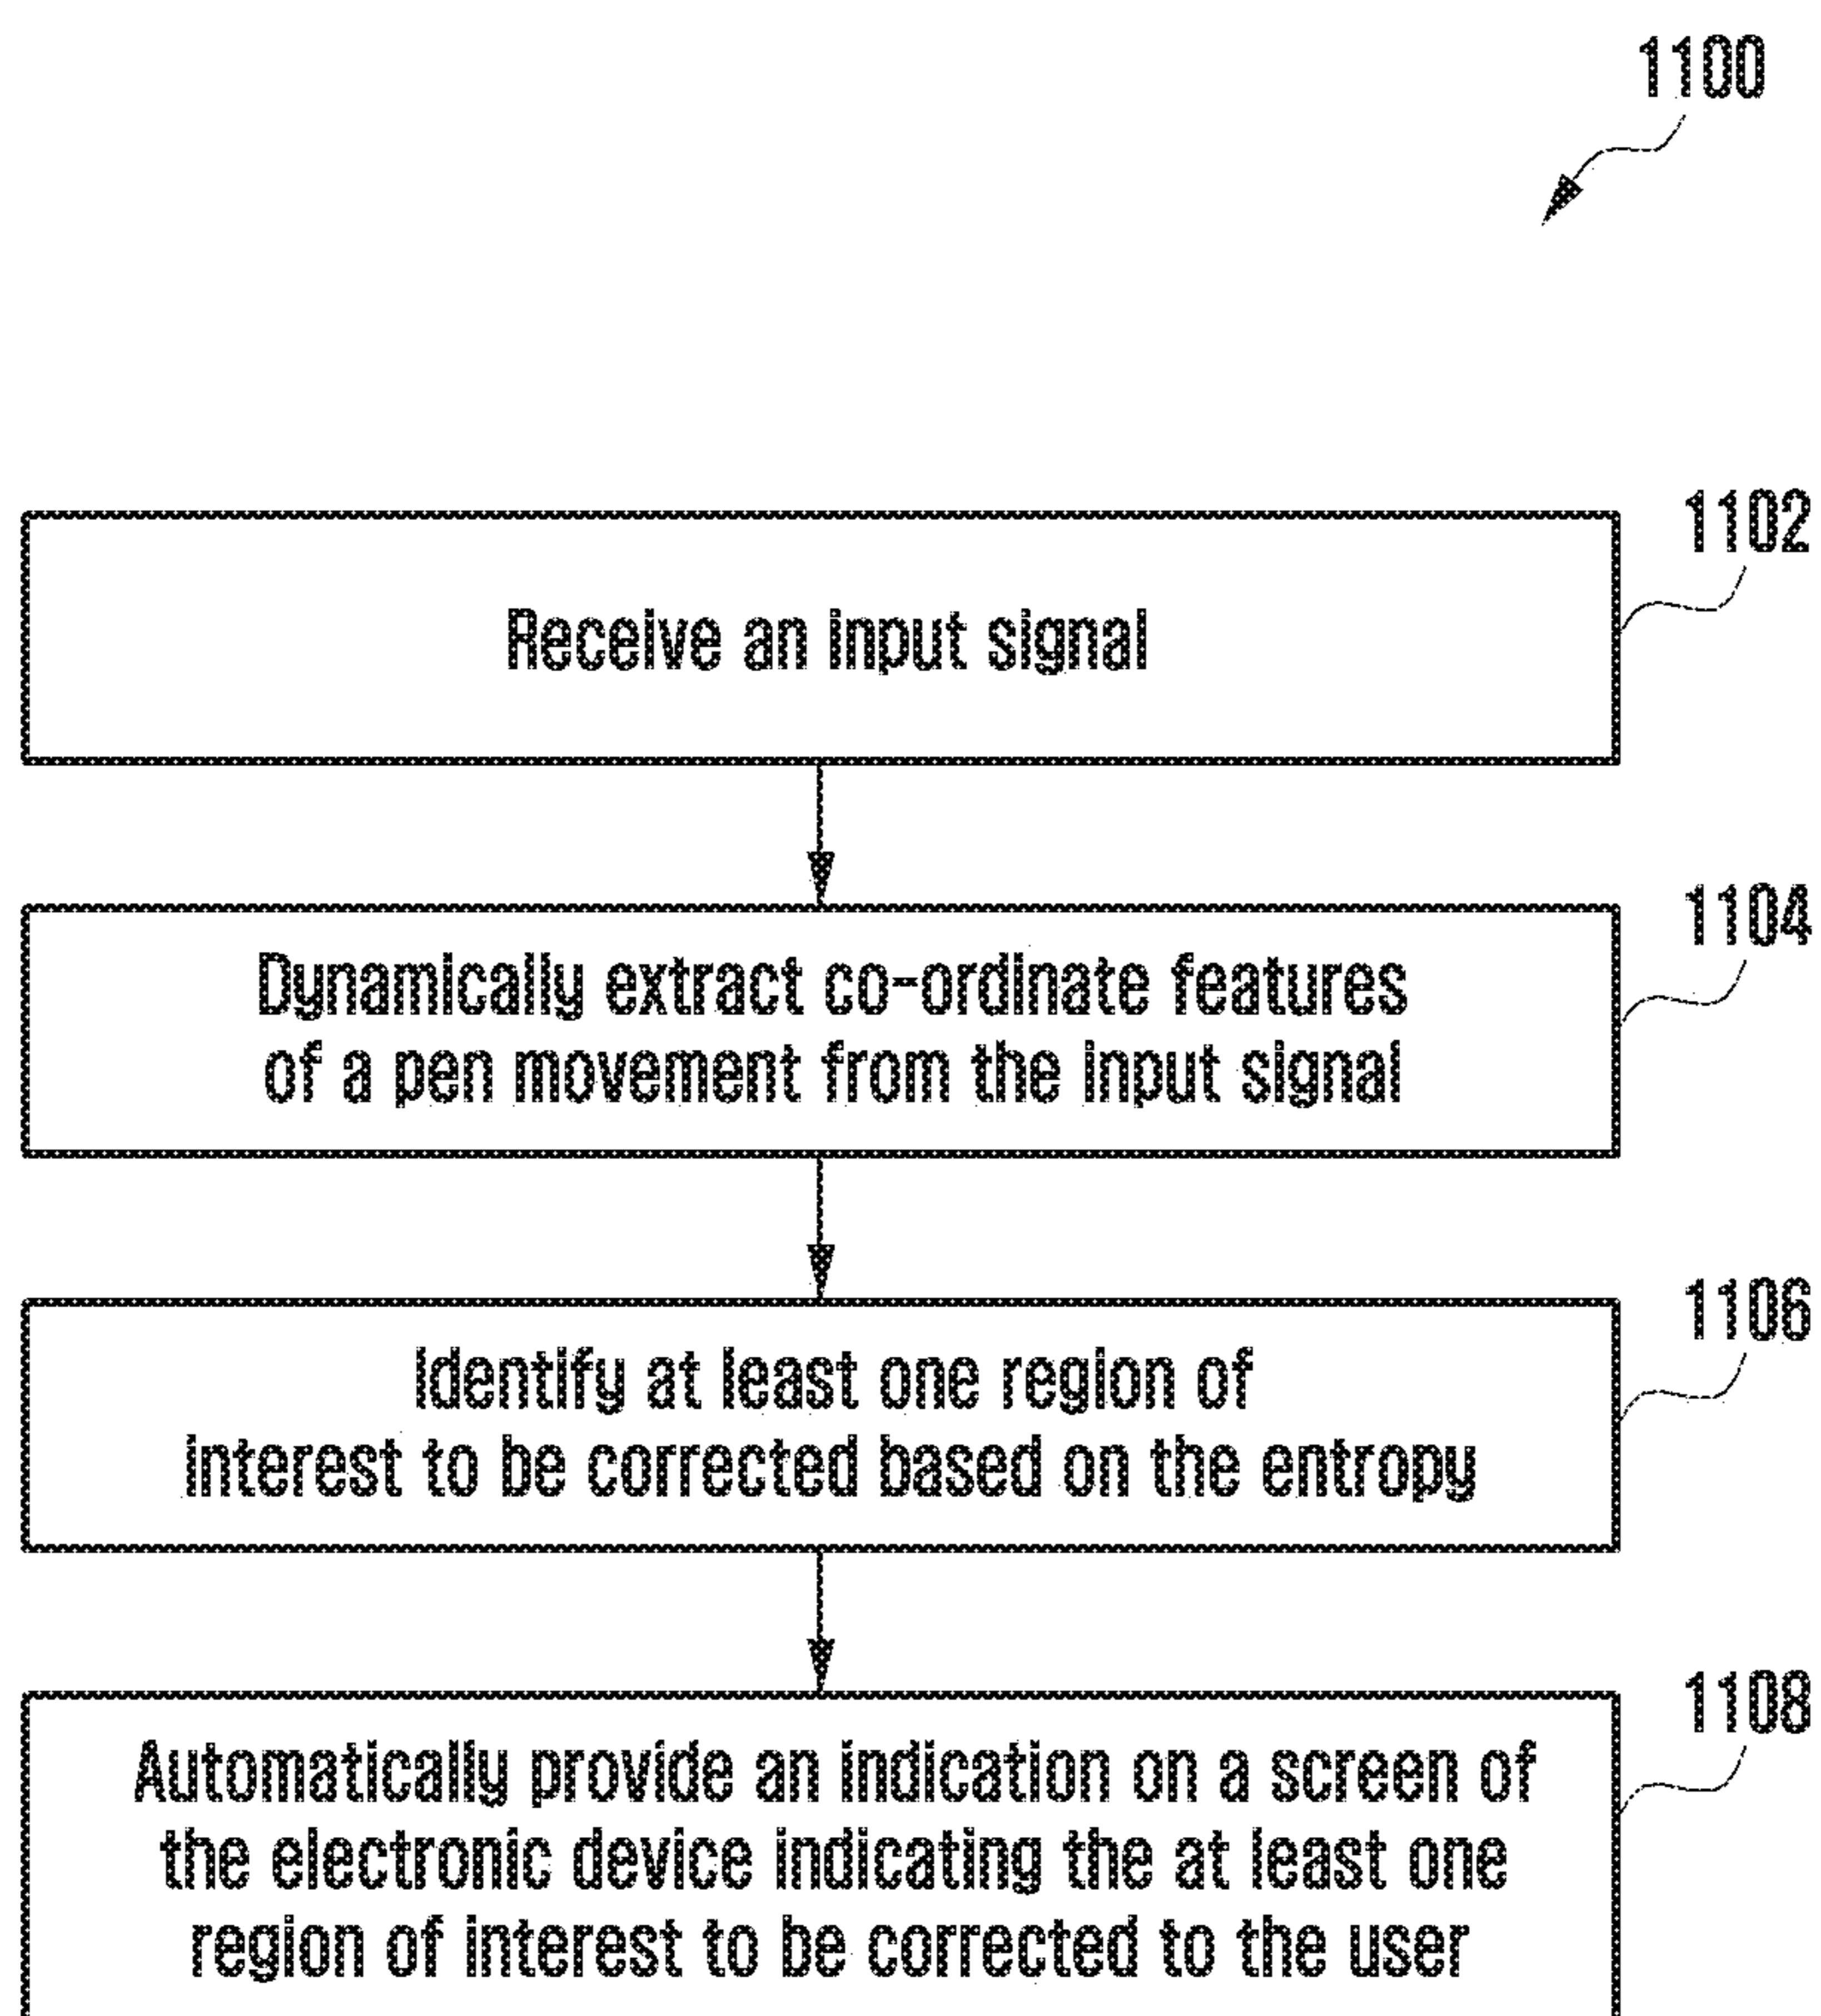 1100
1102
Receive an input signal
1104
Dynamically extract co-ordinate features
of a pen movement from the input signal
1106
Identify at least one region of
interest to be corrected based on the entropy
1108
Automatically provide an indication on a screen of
the electronic device indicating the at least one
region of interest to be corrected to the user